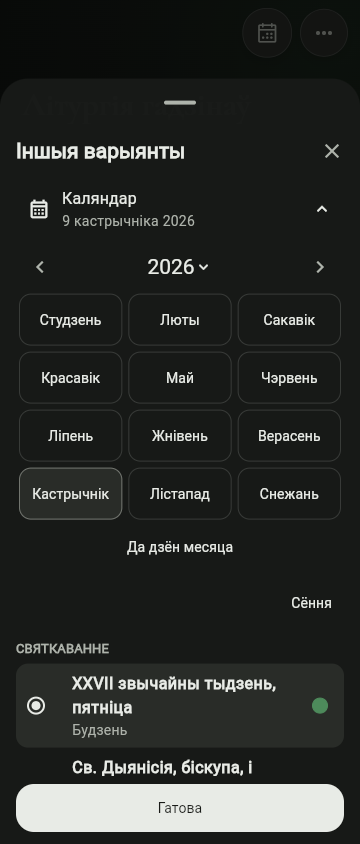 Іншыя варыянты
Каляндар
9 кастрычніка 2026
2026
Студзень
Люты
Сакавік
Красавік
Май
Чэрвень
Ліпень
Жнівень
Верасень
Кастрычнік
Лістапад
Снежань
Да дзён месяца
Сёння
СВЯТКАВАННЕ
XXVII звычайны тыдзень,
пятніца
Будзень
Св. Дыянісія, біскупа, і
Гатова